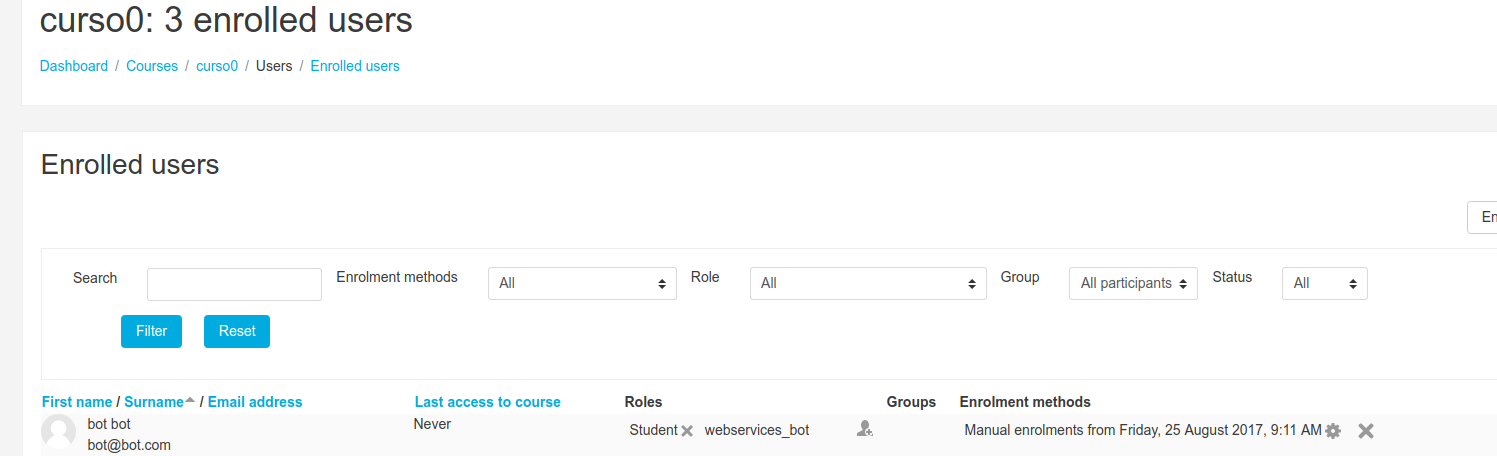 curso0: 3 enrolled users
Dashboard / Courses / curso0 / Users / Enrolled users
Enrolled users
En
Search Enrolment methods All Role All Group All participants Status All
Filter Reset
First name / Surname / Email address Last access to course Roles Groups Enrolment methods
bot bot Never Student webservices_bot Manual enrolments from Friday, 25 August 2017, 9:11 AM
bot@bot.com